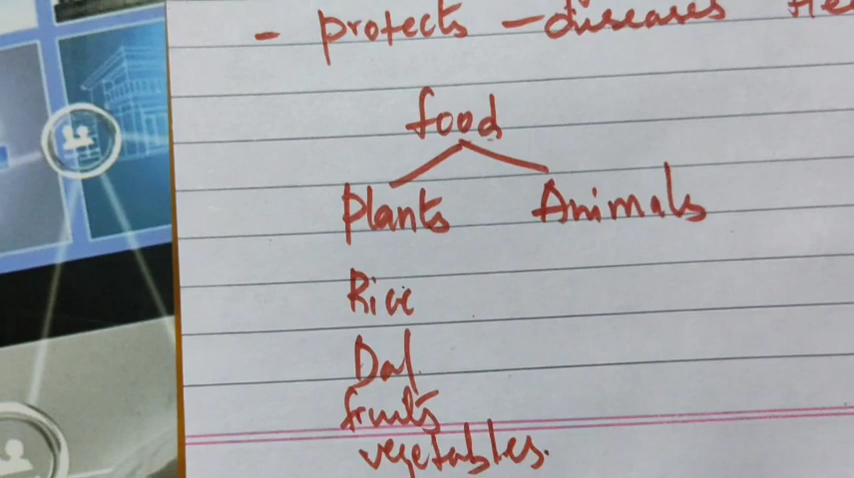 - protects - diseases
food
Plants Animals
Rice
Dal
fruits
vegetables.